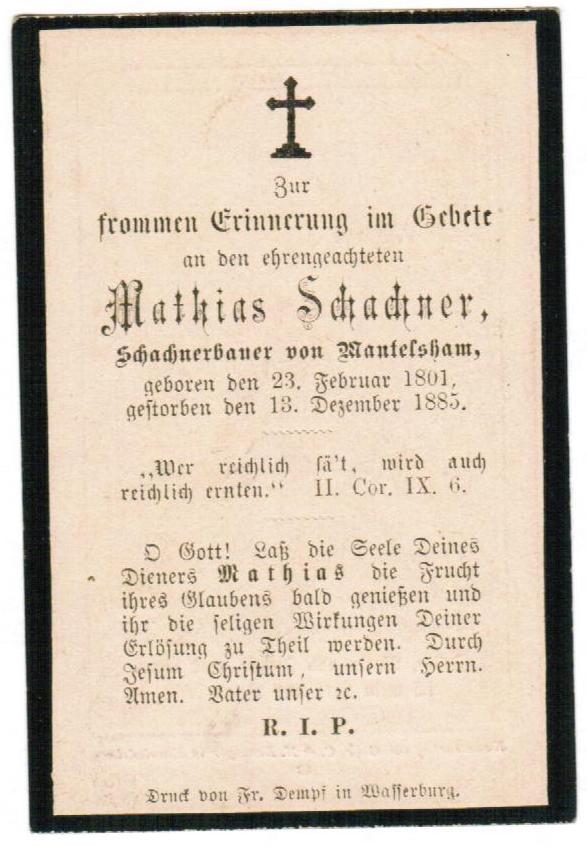 Zur
frommen Erinnerung im Gebete
an den ehrengeachteten
Mathias Schachner,
Schachnerbauer von Mantelsham,
geboren den 23. Februar 1801,
gestorben den 13. Dezember 1885.
„Wer reichlich sä't, wird auch
reichlich ernten.“ II. Cor. IX. 6.
O Gott! Laß die Seele Deines
Dieners Mathias die Frucht
ihres Glaubens bald genießen und
ihr die seligen Wirkungen Deiner
Erlösung zu Theil werden. Durch
Jesum Christum, unsern Herrn.
Amen. Vater unser ꝛc.
R. I. P.
Druck von Fr. Dempf in Wasserburg.